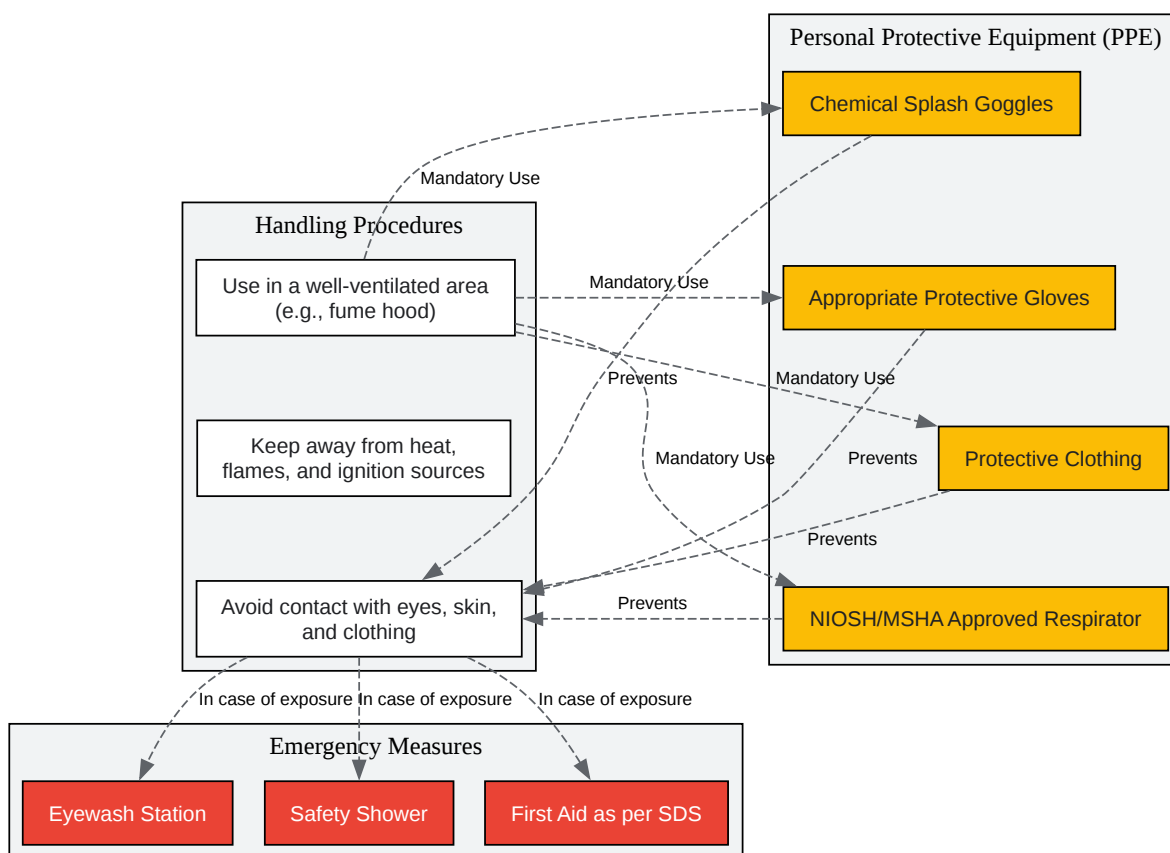 Personal Protective Equipment (PPE)
Chemical Splash Goggles
Mandatory Use
Handling Procedures
Use in a well-ventilated area
(e.g., fume hood)
Mandatory Use
Appropriate Protective Gloves
Prevents
Mandatory Use
Keep away from heat,
flames, and ignition sources
Mandatory Use
Prevents
Protective Clothing
Prevents
Avoid contact with eyes, skin,
and clothing
Prevents
NIOSH/MSHA Approved Respirator
In case of exposure
In case of exposure
In case of exposure
Emergency Measures
Eyewash Station
Safety Shower
First Aid as per SDS